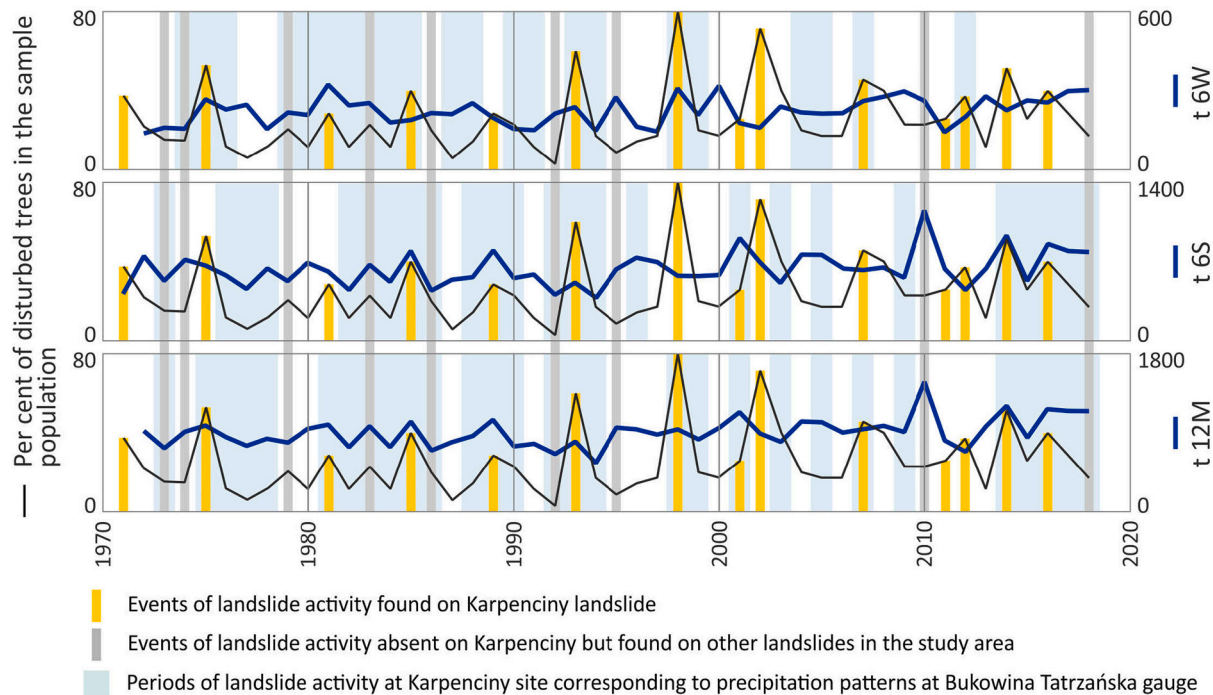 Per cent of disturbed trees in the sample
population
80
0
600
0
t 6W
80
0
1400
0
t 6S
80
0
1800
0
t 12M
1970
1980
1990
2000
2010
2020
Events of landslide activity found on Karpenciny landslide
Events of landslide activity absent on Karpenciny but found on other landslides in the study area
Periods of landslide activity at Karpenciny site corresponding to precipitation patterns at Bukowina Tatrzańska gauge